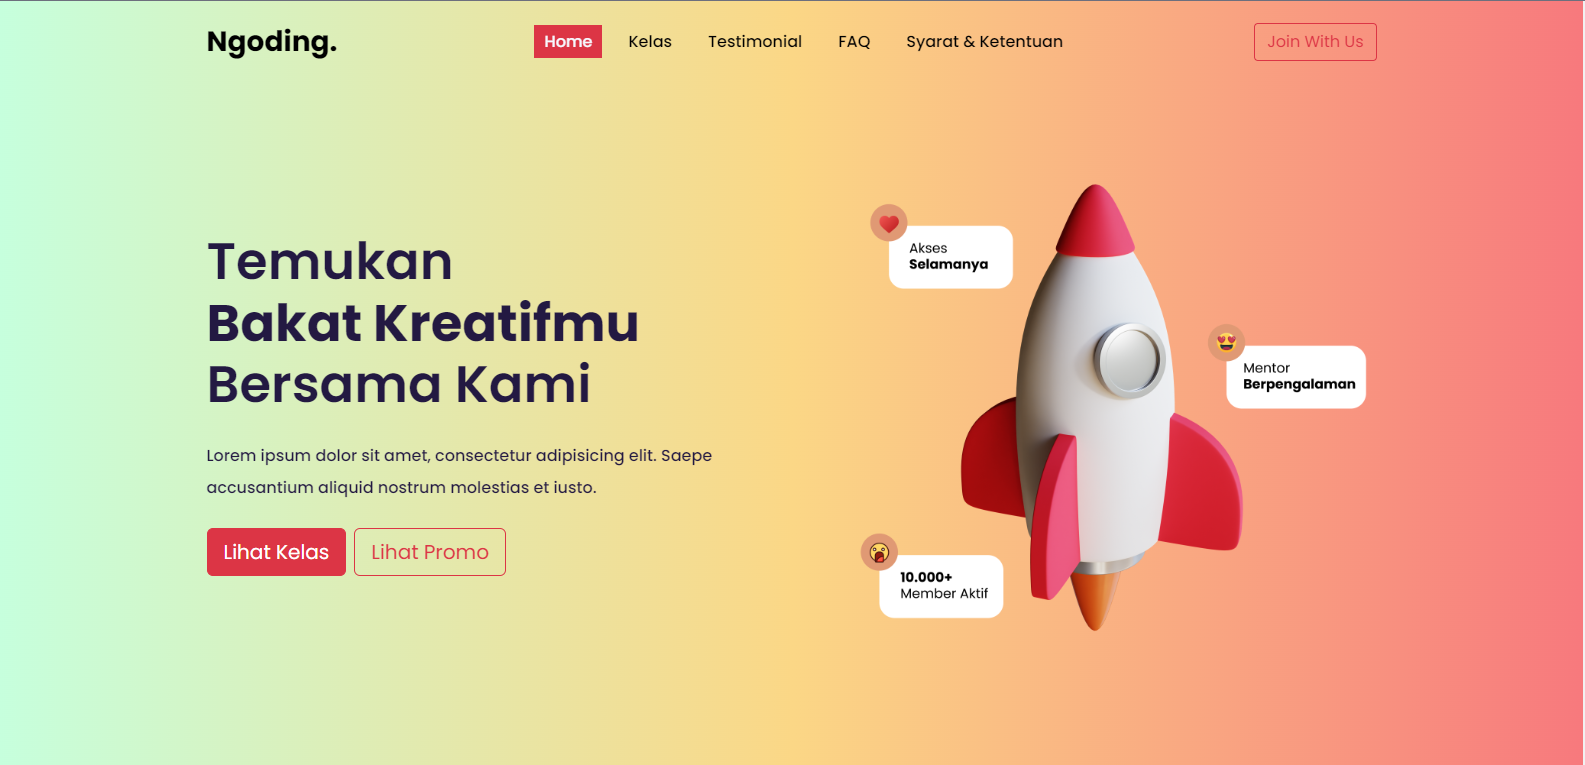 Ngoding.
Home Kelas Testimonial FAQ Syarat & Ketentuan
Join With Us
Temukan
Bakat Kreatifmu
Bersama Kami
Lorem ipsum dolor sit amet, consectetur adipisicing elit. Saepe
accusantium aliquid nostrum molestias et iusto.
Lihat Kelas
Lihat Promo
Akses
Selamanya
Mentor
Berpengalaman
10.000+
Member Aktif